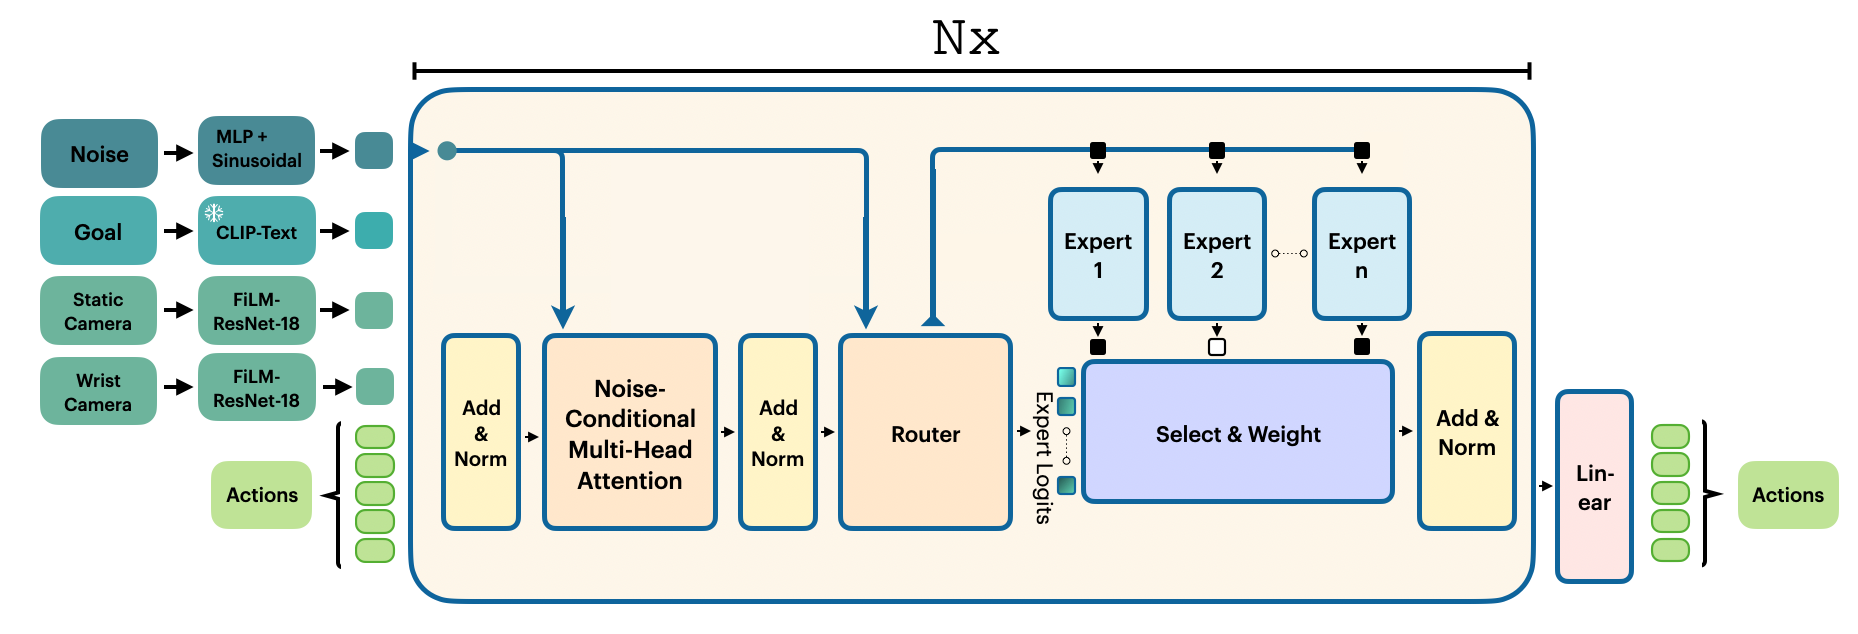 Nx
Noise
MLP +
Sinusoidal
Goal
CLIP-Text
Static
Camera
FiLM-
ResNet-18
Wrist
Camera
FiLM-
ResNet-18
Actions
Add
&
Norm
Noise-
Conditional
Multi-Head
Attention
Add
&
Norm
Router
Expert Logits
Expert
1
Expert
2
Expert
n
Select & Weight
Add &
Norm
Lin-
ear
Actions